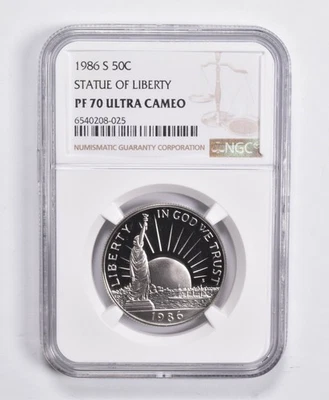 1986 S 50C
STATUE OF LIBERTY
PF 70 ULTRA CAMEO
6540208-025
NUMISMATIC GUARANTY CORPORATION
NGC
LIBERTY
IN GOD WE TRUST
1986